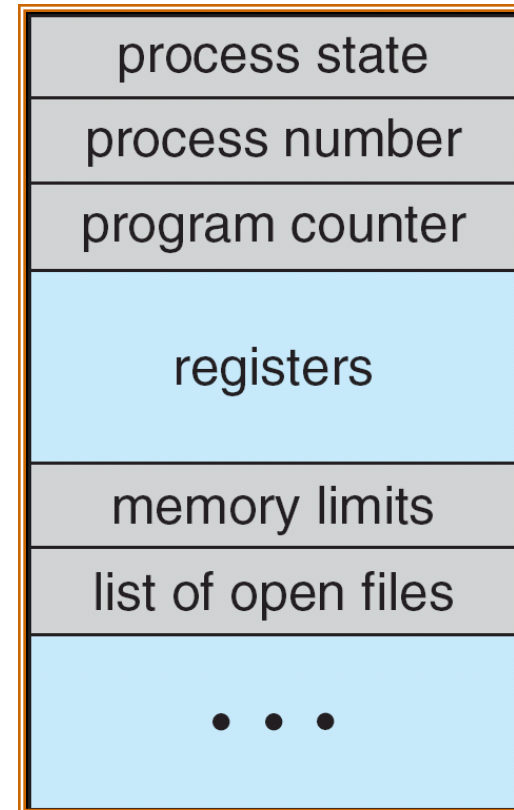 process state
process number
program counter
registers
memory limits
list of open files
• • •